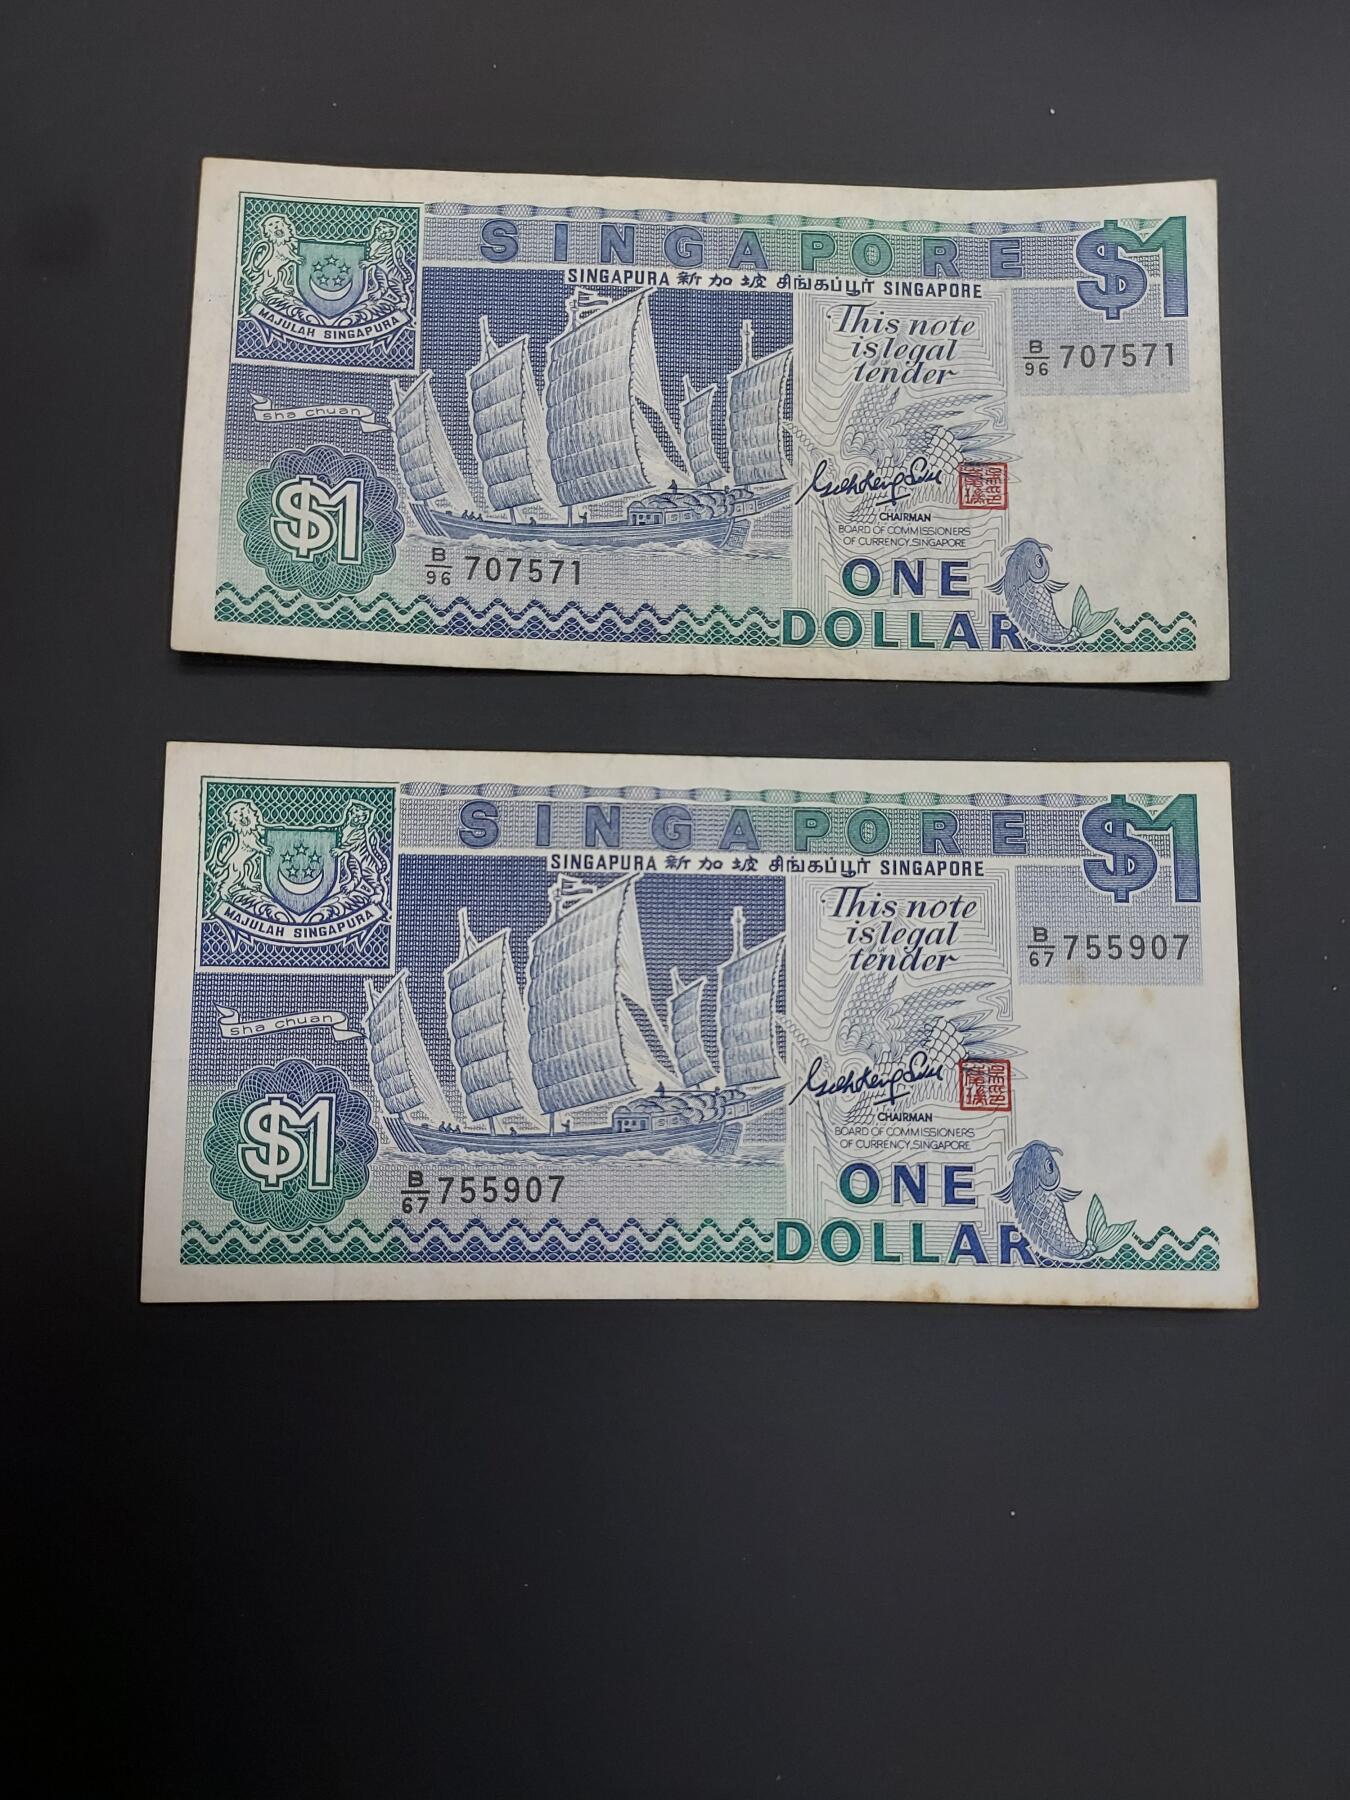 SINGAPORE $1
SINGAPURA 新加坡 சிங்கப்பூர் SINGAPORE
MAJULAH SINGAPURA
This note
is legal
tender
B/96 707571
sha chuan
$1
CHAIRMAN
BOARD OF COMMISSIONERS
OF CURRENCY, SINGAPORE
B/96 707571
ONE
DOLLAR
SINGAPORE $1
SINGAPURA 新加坡 சிங்கப்பூர் SINGAPORE
MAJULAH SINGAPURA
This note
is legal
tender
B/67 755907
sha chuan
$1
CHAIRMAN
BOARD OF COMMISSIONERS
OF CURRENCY, SINGAPORE
B/67 755907
ONE
DOLLAR